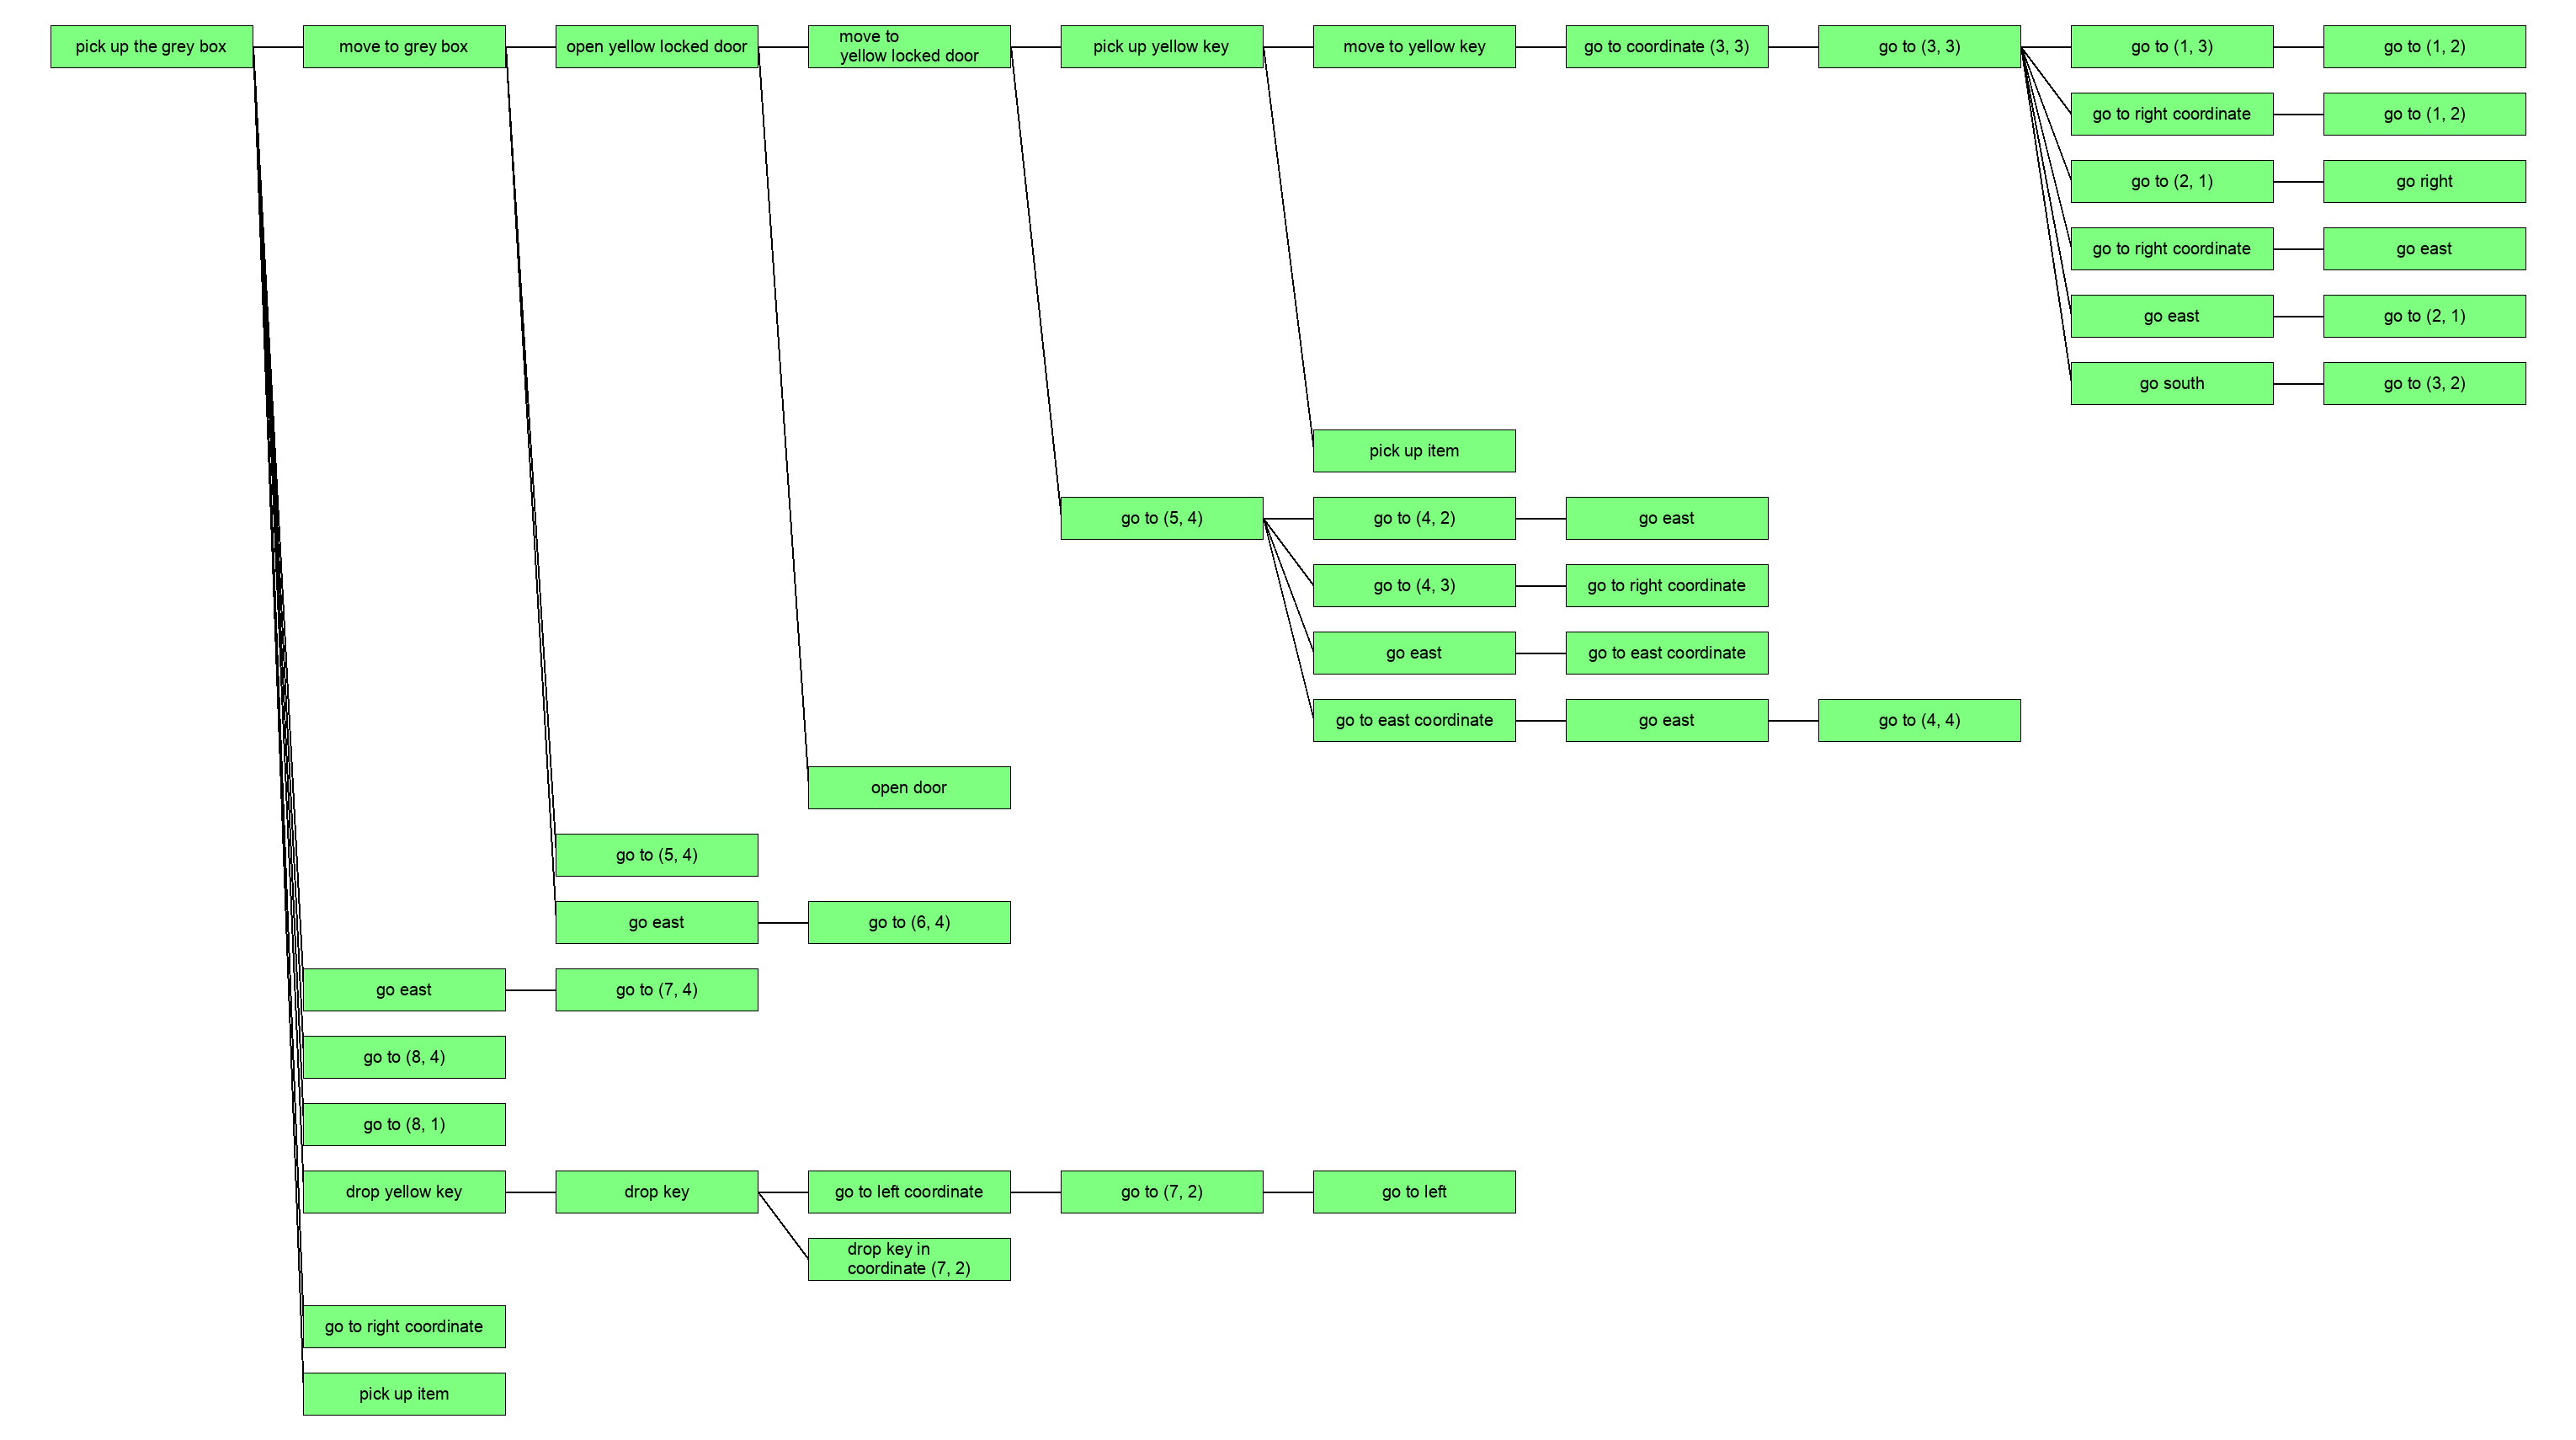 pick up the grey box
move to grey box
open yellow locked door
move to
yellow locked door
pick up yellow key
move to yellow key
go to coordinate (3, 3)
go to (3, 3)
go to (1, 3)
go to (1, 2)
go to right coordinate
go to (1, 2)
go to (2, 1)
go right
go to right coordinate
go east
go east
go to (2, 1)
go south
go to (3, 2)
pick up item
go to (5, 4)
go to (4, 2)
go east
go to (4, 3)
go to right coordinate
go east
go to east coordinate
go to east coordinate
go east
go to (4, 4)
open door
go to (5, 4)
go east
go to (6, 4)
go east
go to (7, 4)
go to (8, 4)
go to (8, 1)
drop yellow key
drop key
go to left coordinate
go to (7, 2)
go to left
drop key in
coordinate (7, 2)
go to right coordinate
pick up item